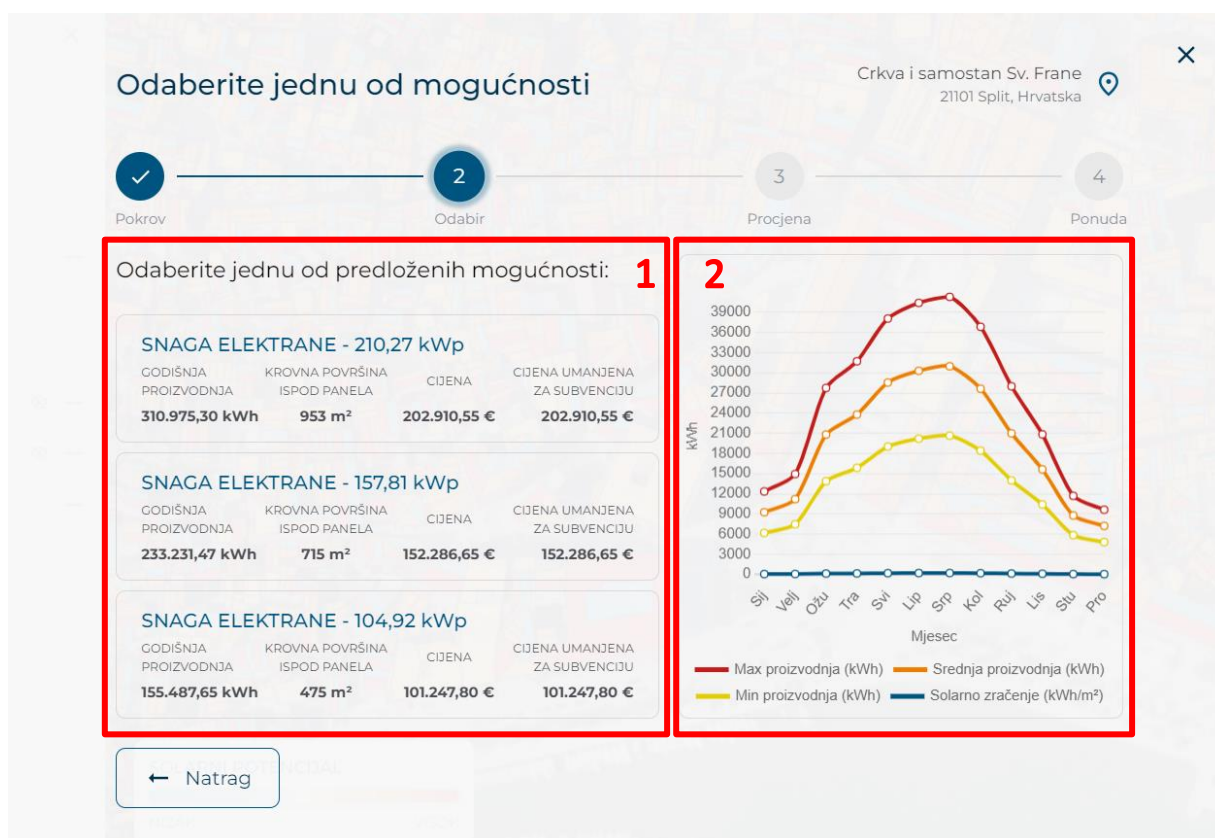 Odaberite jednu od mogućnosti
Crkva i samostan Sv. Frane
21101 Split, Hrvatska
2
3
4
Pokrov
Odabir
Procjena
Ponuda
Odaberite jednu od predloženih mogućnosti:
1
SNAGA ELEKTRANE - 210,27 kWp
GODIŠNJA PROIZVODNJA
KROVNA POVRŠINA ISPOD PANELA
CIJENA
CIJENA UMANJENA ZA SUBVENCIJU
310.975,30 kWh 953 m² 202.910,55 € 202.910,55 €
SNAGA ELEKTRANE - 157,81 kWp
GODIŠNJA PROIZVODNJA
KROVNA POVRŠINA ISPOD PANELA
CIJENA
CIJENA UMANJENA ZA SUBVENCIJU
233.231,47 kWh 715 m² 152.286,65 € 152.286,65 €
SNAGA ELEKTRANE - 104,92 kWp
GODIŠNJA PROIZVODNJA
KROVNA POVRŠINA ISPOD PANELA
CIJENA
CIJENA UMANJENA ZA SUBVENCIJU
155.487,65 kWh 475 m² 101.247,80 € 101.247,80 €
2
39000
36000
33000
30000
27000
24000
21000
18000
15000
12000
9000
6000
3000
0
kWh
Sij Velj Ožu Tra Svi Lip Srp Kol Ruj Lis Stu Pro
Mjesec
Max proizvodnja (kWh) Srednja proizvodnja (kWh)
Min proizvodnja (kWh) Solarno zračenje (kWh/m²)
← Natrag